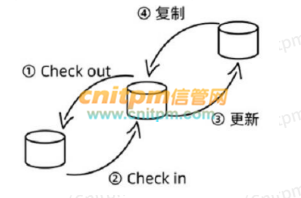 ④ 复制
① Check out
cnitpm信管网
www.cnitpm.com
③ 更新
② Check in